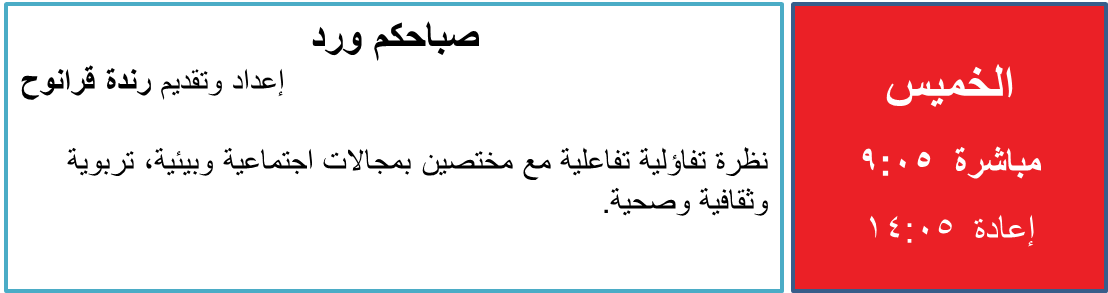 الخميس
مباشرة ٩:٠٥
إعادة ١٤:٠٥
صباحكم ورد
إعداد وتقديم رندة قرانوح
نظرة تفاؤلية تفاعلية مع مختصين بمجالات اجتماعية وبيئية، تربوية
وثقافية وصحية.